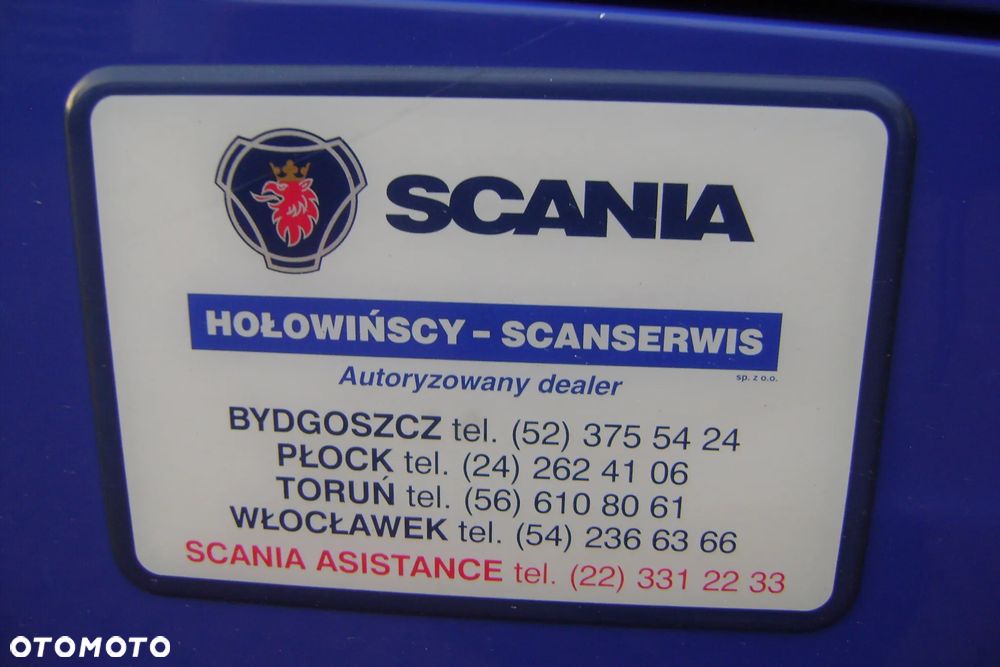 SCANIA
HOŁOWIŃSCY - SCANSERWIS
sp. z o.o.
Autoryzowany dealer
BYDGOSZCZ tel. (52) 375 54 24
PŁOCK tel. (24) 262 41 06
TORUŃ tel. (56) 610 80 61
WŁOCŁAWEK tel. (54) 236 63 66
SCANIA ASISTANCE tel. (22) 331 22 33
OTOMOTO